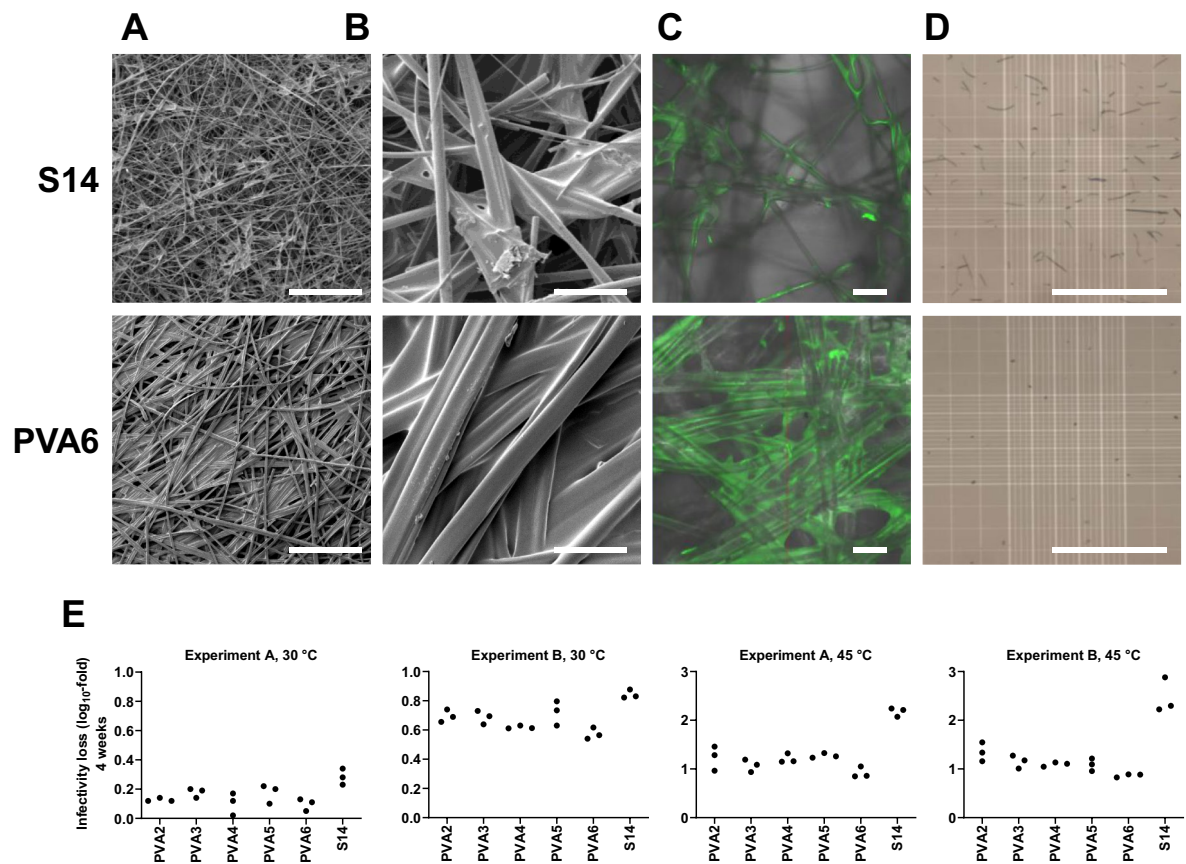 A B C D
S14
PVA6
E
Experiment A, 30 °C Experiment B, 30 °C Experiment A, 45 °C Experiment B, 45 °C
Infectivity loss (log10-fold)
4 weeks
1.0
0.8
0.6
0.4
0.2
0.0
PVA2 PVA3 PVA4 PVA5 PVA6 S14
1.0
0.8
0.6
0.4
0.2
0.0
PVA2 PVA3 PVA4 PVA5 PVA6 S14
3
2
1
0
PVA2 PVA3 PVA4 PVA5 PVA6 S14
3
2
1
0
PVA2 PVA3 PVA4 PVA5 PVA6 S14